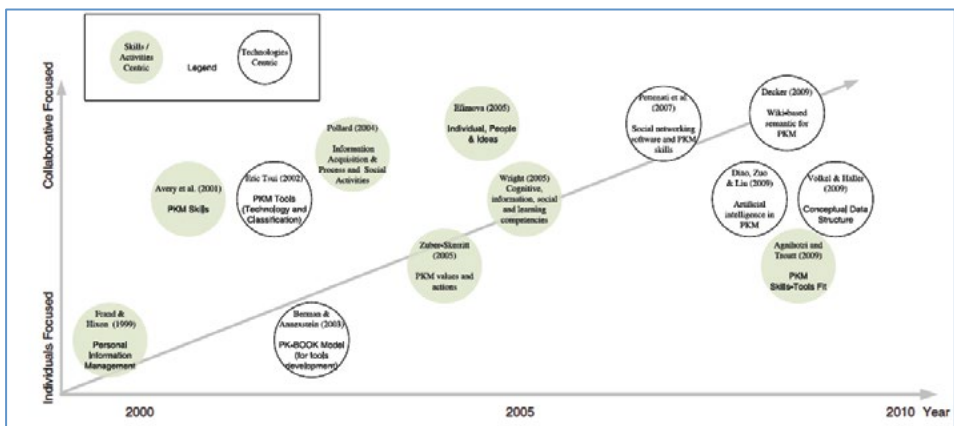 Skills /
Activities
Centric
Legend
Technologies
Centric
Collaborative Focused
Individuals Focused
Frand &
Hixon (1999)
Personal
Information
Management
Avery et al. (2001)
PKM Skills
Eric Tsui (2002)
PKM Tools
(Technology and
Classification)
Berman &
Annexstein (2003)
PK-BOOK Model
(for tools
development)
Pollard (2004)
Information
Acquisition &
Process and Social
Activities
Efimova (2005)
Individual, People
& Ideas
Wright (2005)
Cognitive,
information, social
and learning
competencies
Zuber-Skerritt
(2005)
PKM values and
actions
Pettenati et al
(2007)
Social networking
software and PKM
skills
Decker (2009)
Wiki-based
semantic for
PKM
Diao, Zuo
& Liu (2009)
Artificial
intelligence in
PKM
Volkel & Haller
(2009)
Conceptual Data
Structure
Agnihotri and
Troutt (2009)
PKM
Skills-Tools Fit
2000
2005
2010 Year